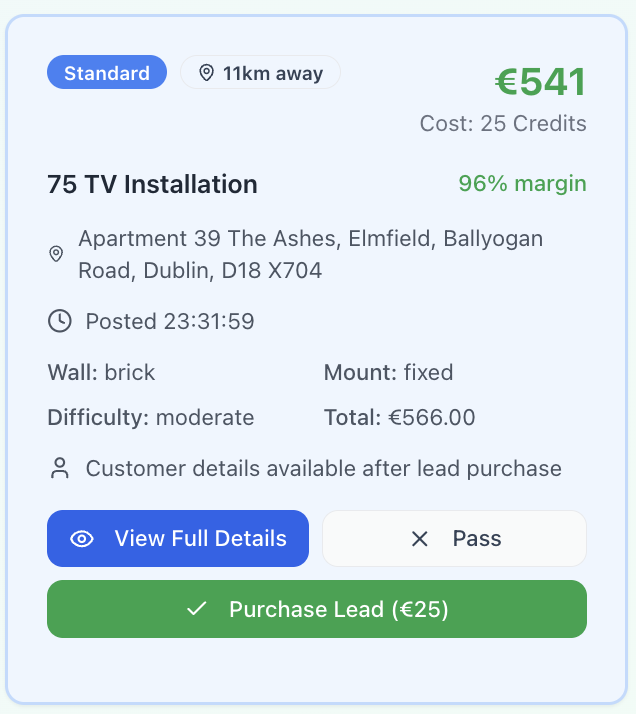 Standard
11km away
€541
Cost: 25 Credits
75 TV Installation
96% margin
Apartment 39 The Ashes, Elmfield, Ballyogan
Road, Dublin, D18 X704
Posted 23:31:59
Wall: brick
Mount: fixed
Difficulty: moderate
Total: €566.00
Customer details available after lead purchase
View Full Details
Pass
Purchase Lead (€25)